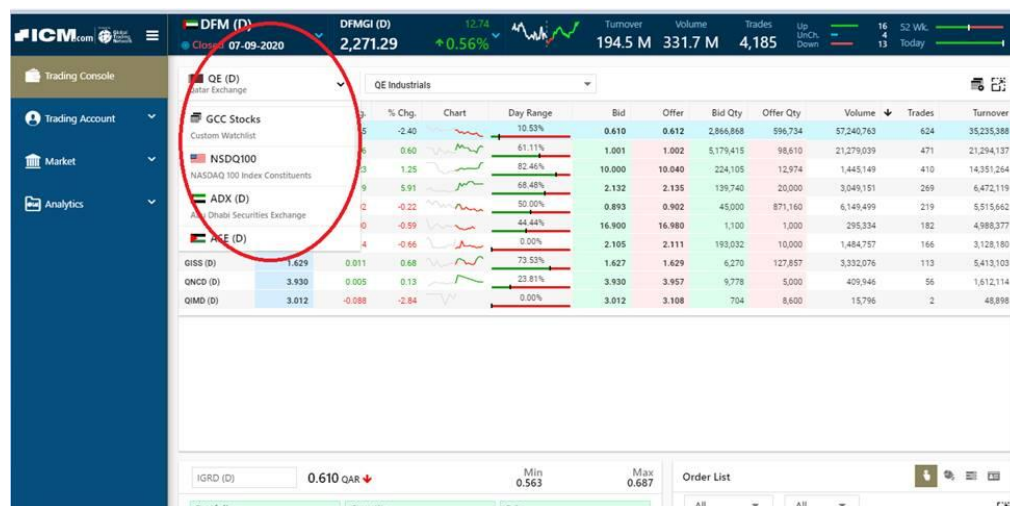 ICM.com Global Trading Network
DFM (D)
Closed 07-09-2020
DFMGI (D) 12.74
2,271.29 0.56%
Turnover Volume Trades
194.5 M 331.7 M 4,185
Up 16
UnCh. 4
Down 13
52 Wk.
Today
Trading Console
Trading Account
Market
Analytics
QE (D)
Qatar Exchange
QE Industrials
GCC Stocks
Custom Watchlist
NSDQ100
NASDAQ 100 Index Constituents
ADX (D)
Abu Dhabi Securities Exchange
ASE (D)
% Chg. Chart Day Range Bid Offer Bid Qty Offer Qty Volume Trades Turnover
5 -2.40 10.53% 0.610 0.612 2,866,868 596,734 57,240,763 624 35,235,388
6 0.60 61.11% 1.001 1.002 5,179,415 98,610 21,279,039 471 21,294,137
3 1.25 82.46% 10.000 10.040 224,105 12,974 1,445,149 410 14,351,264
9 5.91 68.48% 2.132 2.135 139,740 20,000 3,049,151 269 6,472,119
2 -0.22 50.00% 0.893 0.902 45,000 871,160 6,149,499 219 5,515,662
0 -0.59 44.44% 16.900 16.980 1,100 1,000 295,334 182 4,988,377
4 -0.66 0.00% 2.105 2.111 193,032 10,000 1,484,757 166 3,128,180
GISS (D) 1.629 0.011 0.68 73.53% 1.627 1.629 6,270 127,857 3,332,076 113 5,413,103
QNCD (D) 3.930 0.005 0.13 23.81% 3.930 3.957 9,778 5,000 409,946 56 1,612,114
QIMD (D) 3.012 -0.088 -2.84 0.00% 3.012 3.108 704 8,600 15,796 2 48,898
IGRD (D) 0.610 QAR
Min Max
0.563 0.687
Order List
All All